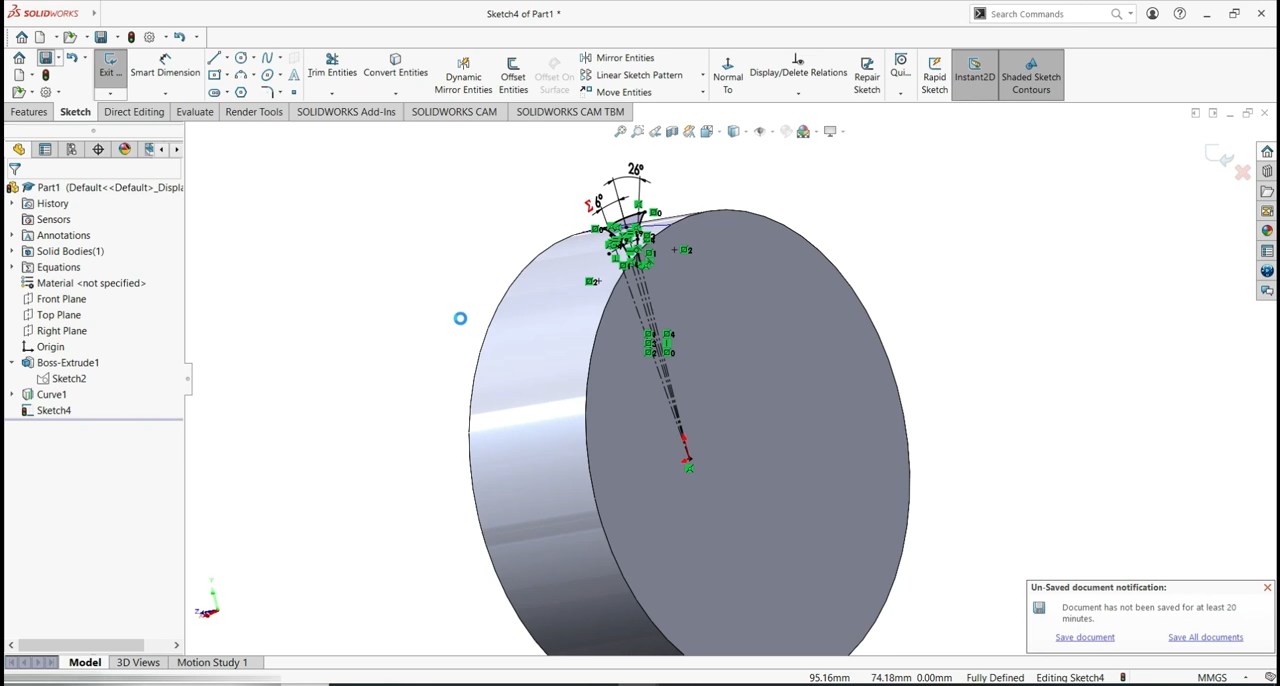 SOLIDWORKS
Sketch4 of Part1 *
Search Commands
Exit ...
Smart Dimension
Trim Entities
Convert Entities
Dynamic
Mirror Entities
Offset
Entities
Offset On
Surface
Mirror Entities
Linear Sketch Pattern
Move Entities
Normal
To
Display/Delete Relations
Repair
Sketch
Qui...
Rapid
Sketch
Instant2D
Shaded Sketch
Contours
Features
Sketch
Direct Editing
Evaluate
Render Tools
SOLIDWORKS Add-Ins
SOLIDWORKS CAM
SOLIDWORKS CAM TBM
Part1 (Default<<Default>_Displa
History
Sensors
Annotations
Solid Bodies(1)
Equations
Material <not specified>
Front Plane
Top Plane
Right Plane
Origin
Boss-Extrude1
Sketch2
Curve1
Sketch4
26°
Σ6°
Un-Saved document notification:
Document has not been saved for at least 20
minutes.
Save document
Save All documents
Model
3D Views
Motion Study 1
95.16mm
74.18mm
0.00mm
Fully Defined
Editing Sketch4
MMGS